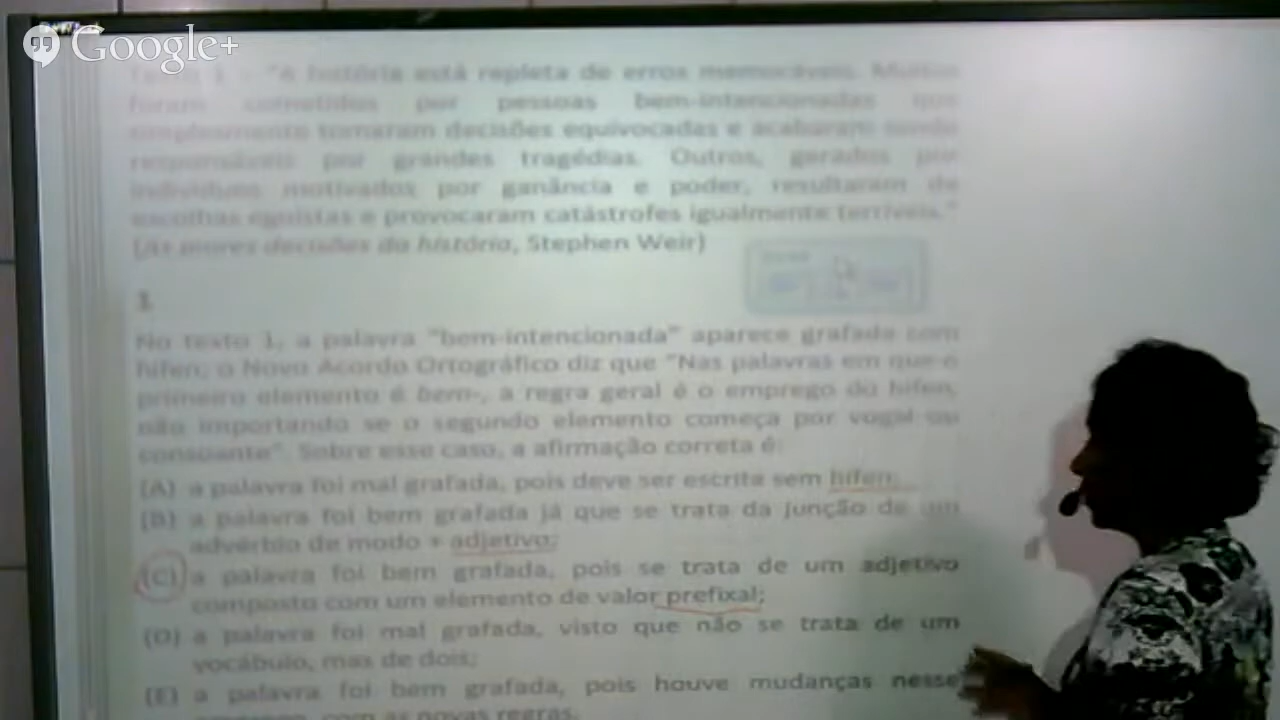 Google+
Texto 1 – "A história está repleta de erros memoráveis. Muitos
foram cometidos por pessoas bem-intencionadas que
simplesmente tomaram decisões equivocadas e acabaram sendo
responsáveis por grandes tragédias. Outros, gerados por
indivíduos motivados por ganância e poder, resultaram de
escolhas egoístas e provocaram catástrofes igualmente terríveis."
(As piores decisões da história, Stephen Weir)
1
No texto 1, a palavra "bem-intencionada" aparece grafada com
hífen; o Novo Acordo Ortográfico diz que "Nas palavras em que o
primeiro elemento é bem-, a regra geral é o emprego do hífen,
não importando se o segundo elemento começa por vogal ou
consoante". Sobre esse caso, a afirmação correta é:
(A) a palavra foi mal grafada, pois deve ser escrita sem hífen;
(B) a palavra foi bem grafada já que se trata da junção de um
advérbio de modo + adjetivo;
(C) a palavra foi bem grafada, pois se trata de um adjetivo
composto com um elemento de valor prefixal;
(D) a palavra foi mal grafada, visto que não se trata de um
vocábulo, mas de dois;
(E) a palavra foi bem grafada, pois houve mudanças nesse
emprego, com as novas regras.